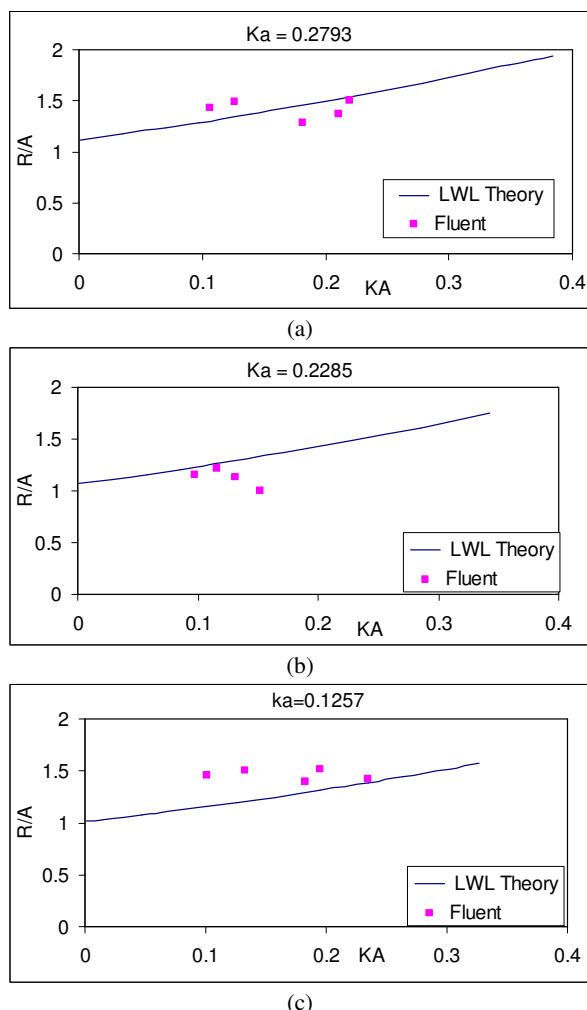 Ka = 0.2793
2
1.5
1
0.5
0
R/A
LWL Theory
Fluent
0 0.1 0.2 0.3 0.4
KA
(a)
Ka = 0.2285
2
1.5
1
0.5
0
R/A
LWL Theory
Fluent
0 0.1 0.2 0.3 0.4
KA
(b)
ka=0.1257
2
1.5
1
0.5
0
R/A
LWL Theory
Fluent
0 0.1 0.2 0.3 0.4
KA
(c)